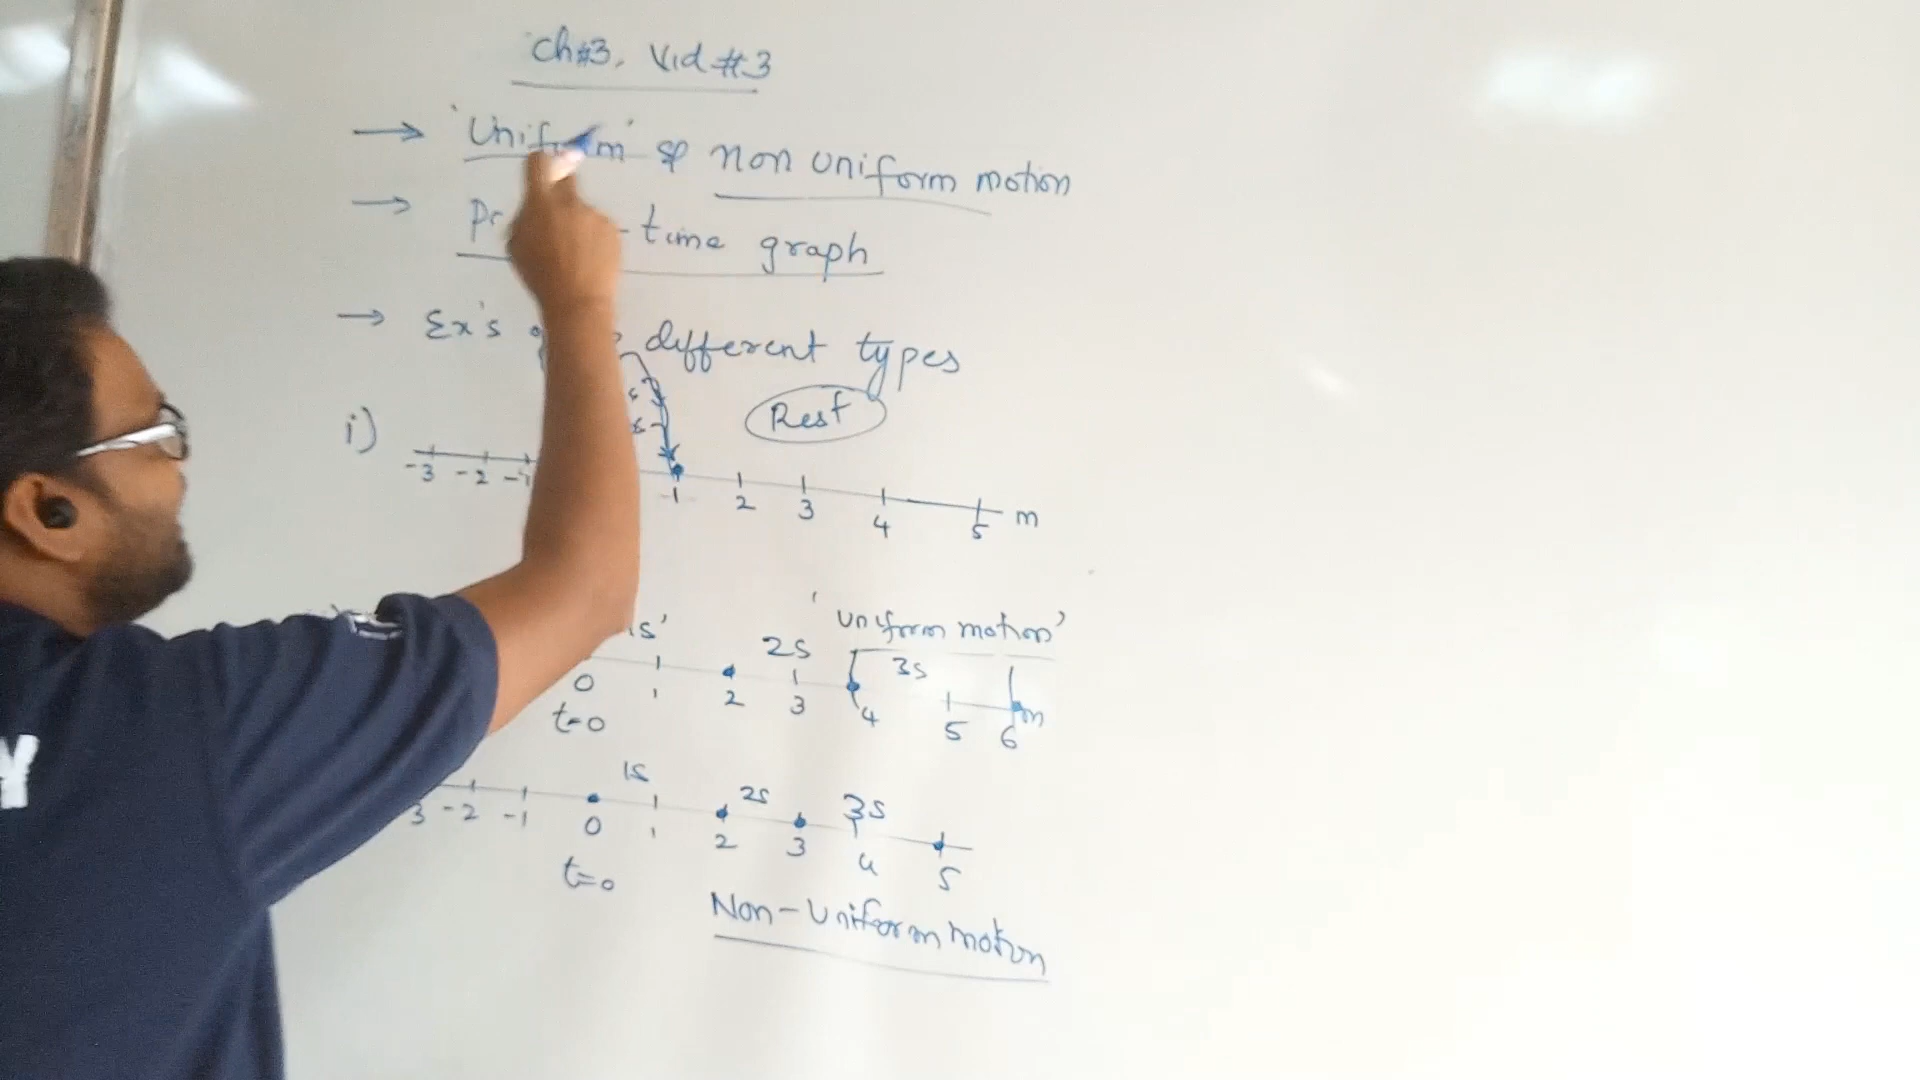 Ch#3, Vid #3
→ 'Uniform' & non uniform motion
→ -time graph
→ Ex's different types
i) Rest
-3 -2 -1 1 2 3 4 5 m
'uniform motion'
1s' 2s 3s
0 1 2 3 4 5 6 m
t=0
1s 2s 3s
3 -2 -1 0 1 2 3 4 5
t=0
Non-Uniform motion
Y